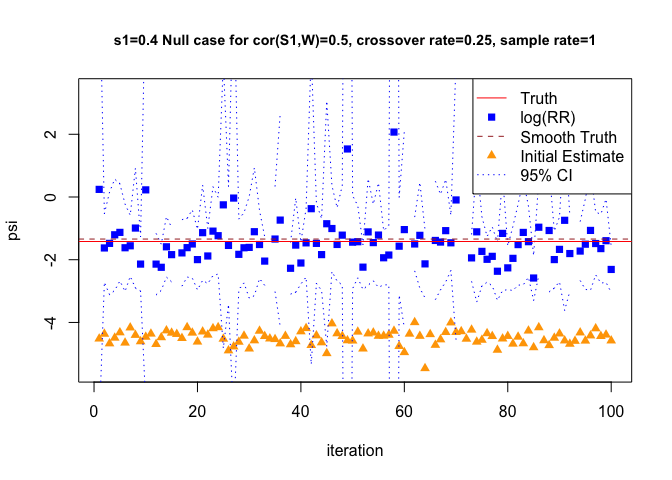 s1=0.4 Null case for cor(S1,W)=0.5, crossover rate=0.25, sample rate=1
Truth
log(RR)
Smooth Truth
Initial Estimate
95% CI
psi
2
0
-2
-4
0
20
40
60
80
100
iteration